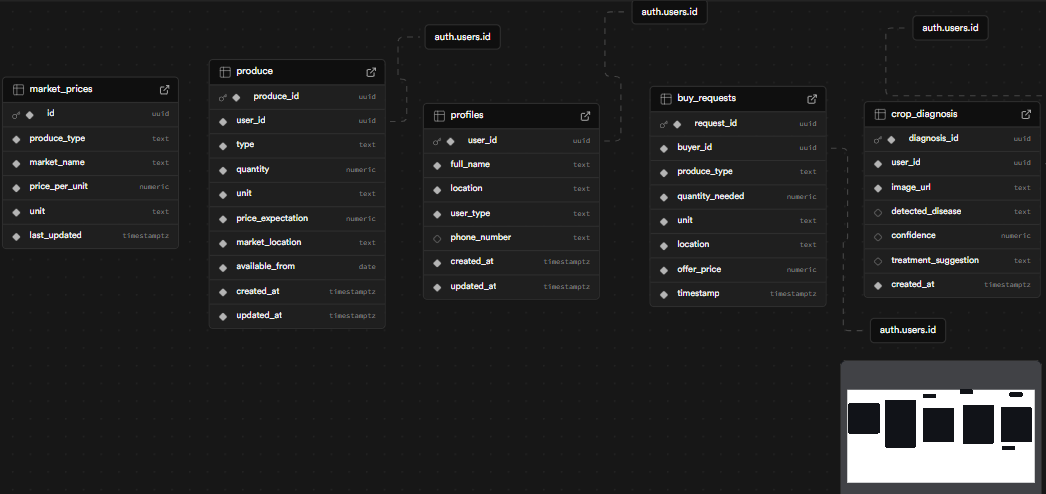 auth.users.id
auth.users.id
auth.users.id
market_prices
id uuid
produce_type text
market_name text
price_per_unit numeric
unit text
last_updated timestamptz
produce
produce_id uuid
user_id uuid
type text
quantity numeric
unit text
price_expectation numeric
market_location text
available_from date
created_at timestamptz
updated_at timestamptz
profiles
user_id uuid
full_name text
location text
user_type text
phone_number text
created_at timestamptz
updated_at timestamptz
buy_requests
request_id uuid
buyer_id uuid
produce_type text
quantity_needed numeric
unit text
location text
offer_price numeric
timestamp timestamptz
crop_diagnosis
diagnosis_id uuid
user_id uuid
image_url text
detected_disease text
confidence numeric
treatment_suggestion text
created_at timestamptz
auth.users.id